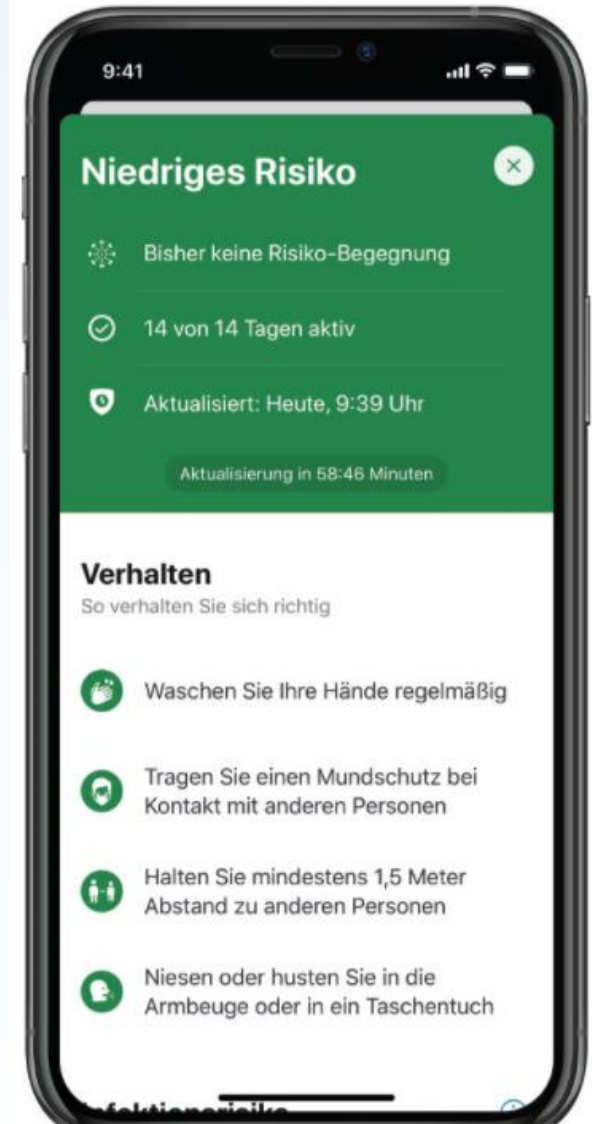 9:41
Niedriges Risiko
Bisher keine Risiko-Begegnung
14 von 14 Tagen aktiv
Aktualisiert: Heute, 9:39 Uhr
Aktualisierung in 58:46 Minuten
Verhalten
So verhalten Sie sich richtig
Waschen Sie Ihre Hände regelmäßig
Tragen Sie einen Mundschutz bei
Kontakt mit anderen Personen
Halten Sie mindestens 1,5 Meter
Abstand zu anderen Personen
Niesen oder husten Sie in die
Armbeuge oder in ein Taschentuch
Infektionsrisiko